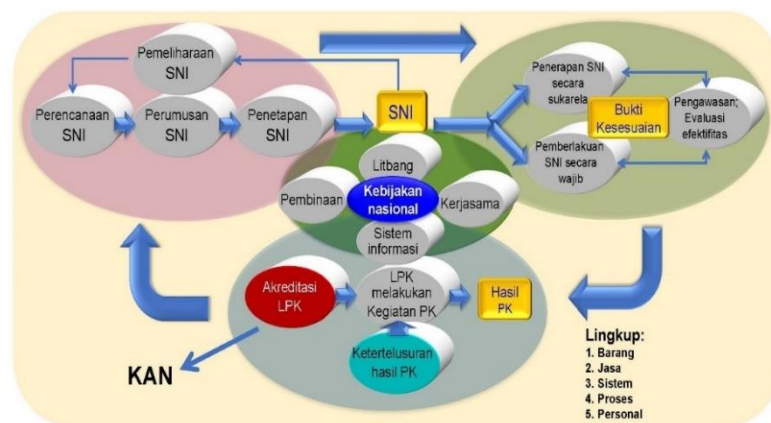 Pemeliharaan
SNI
Perencanaan
SNI
Perumusan
SNI
Penetapan
SNI
SNI
Penerapan SNI
secara
sukarela
Bukti
Kesesuaian
Pengawasan;
Evaluasi
efektifitas
Pemberlakuan
SNI secara
wajib
Litbang
Pembinaan
Kebijakan
nasional
Kerjasama
Sistem
informasi
Akreditasi
LPK
LPK
melakukan
Kegiatan PK
Hasil
PK
Ketertelusuran
hasil PK
KAN
Lingkup:
1. Barang
2. Jasa
3. Sistem
4. Proses
5. Personal